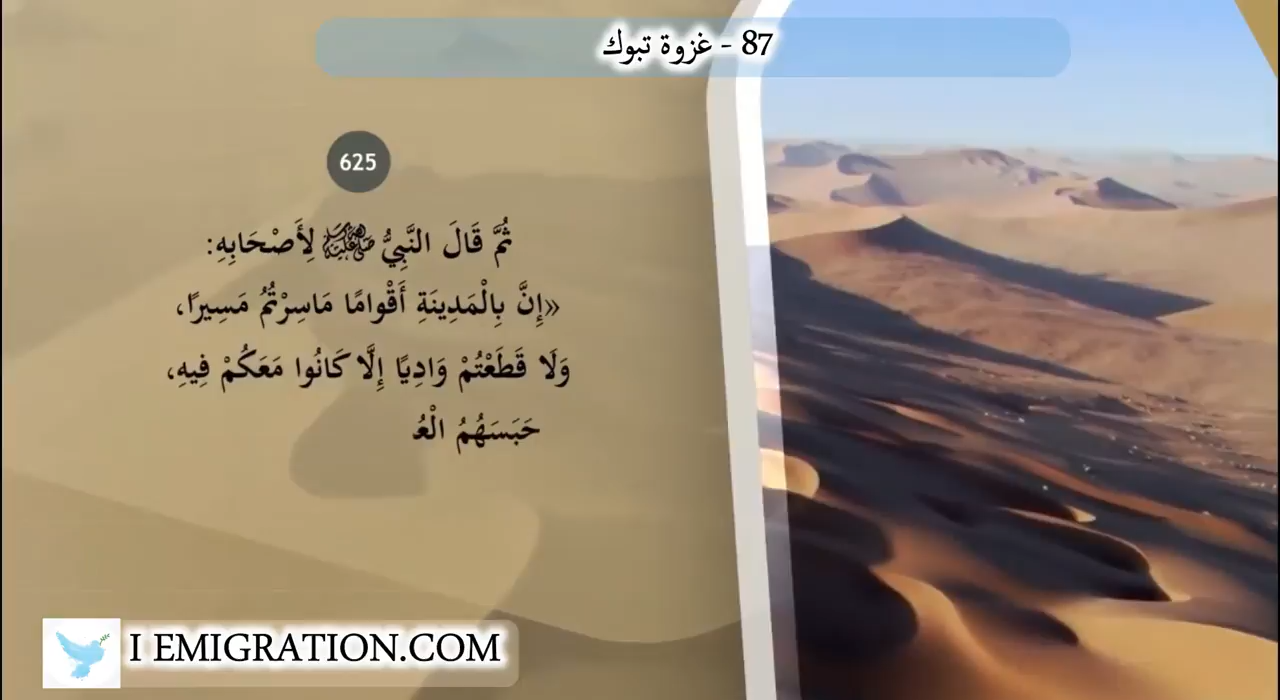 87 - غزوة تبوك
625
ثُمَّ قَالَ النَّبِيُّ ﷺ لِأَصْحَابِهِ:
«إِنَّ بِالْمَدِينَةِ أَقْوامًا مَاسِرْتُمُ مَسِيرًا،
وَلَا قَطَعْتُمْ وَادِيًا إِلَّا كَانُوا مَعَكُمْ فِيهِ،
حَبَسَهُمُ الْعُ
I EMIGRATION.COM